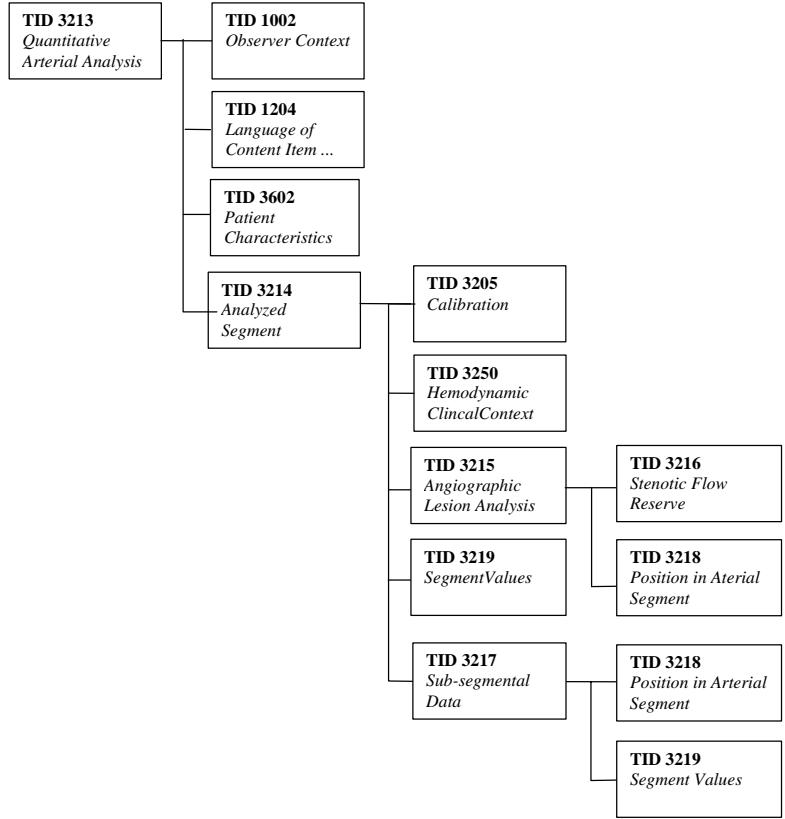 TID 3213
Quantitative
Arterial Analysis
TID 1002
Observer Context
TID 1204
Language of
Content Item ...
TID 3602
Patient
Characteristics
TID 3214
Analyzed
Segment
TID 3205
Calibration
TID 3250
Hemodynamic
ClincalContext
TID 3215
Angiographic
Lesion Analysis
TID 3216
Stenotic Flow
Reserve
TID 3218
Position in Aterial
Segment
TID 3219
SegmentValues
TID 3217
Sub-segmental
Data
TID 3218
Position in Arterial
Segment
TID 3219
Segment Values